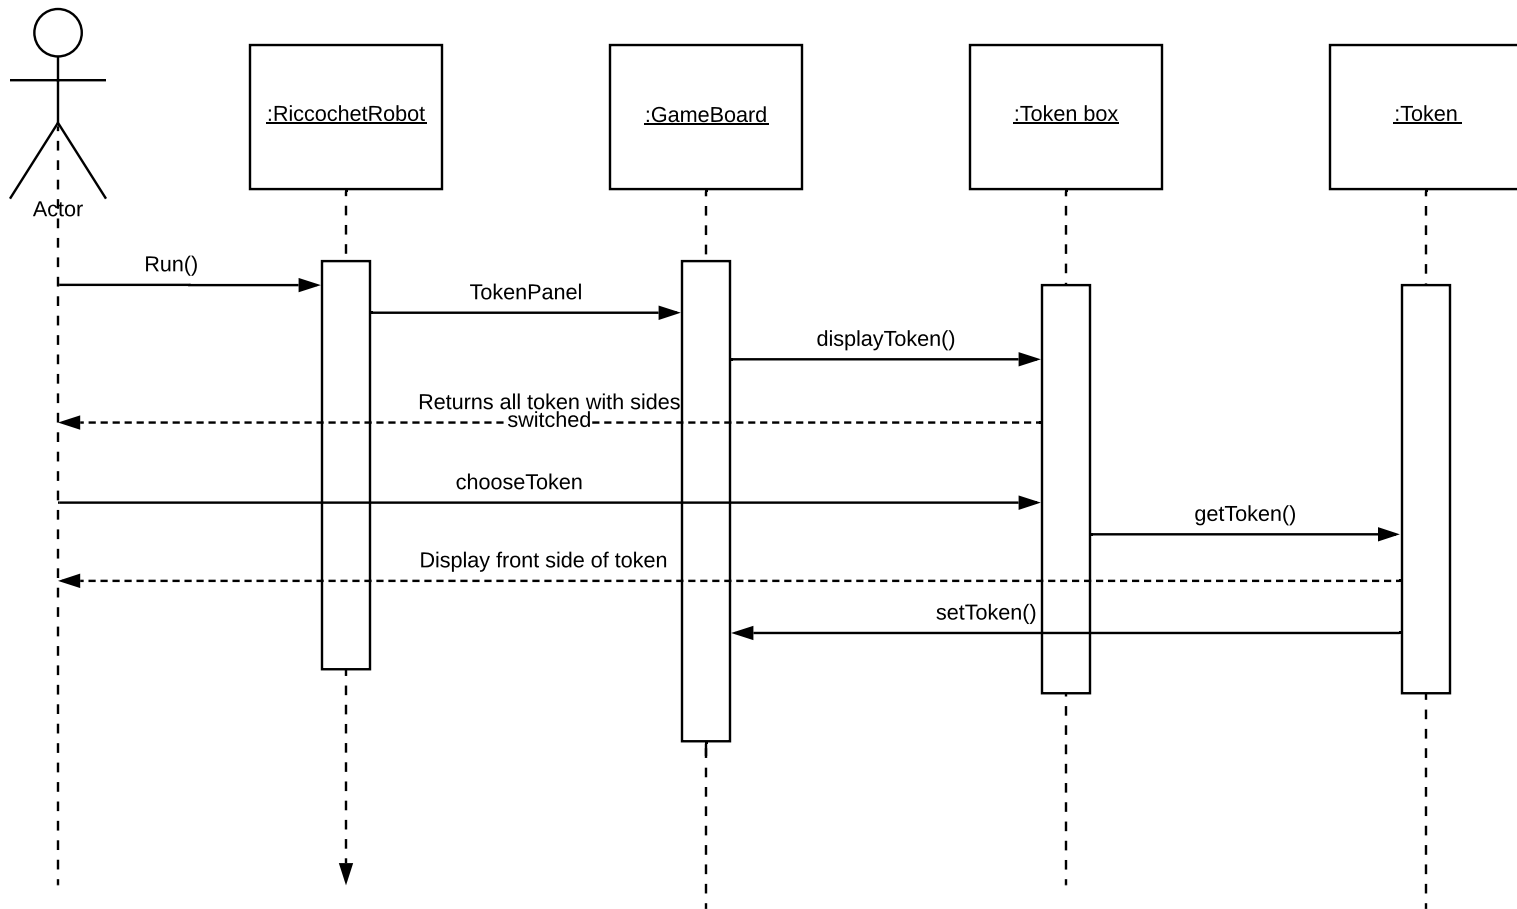 :RiccochetRobot
:GameBoard
:Token box
:Token
Actor
Run()
TokenPanel
displayToken()
Returns all token with sides
switched
chooseToken
getToken()
Display front side of token
setToken()